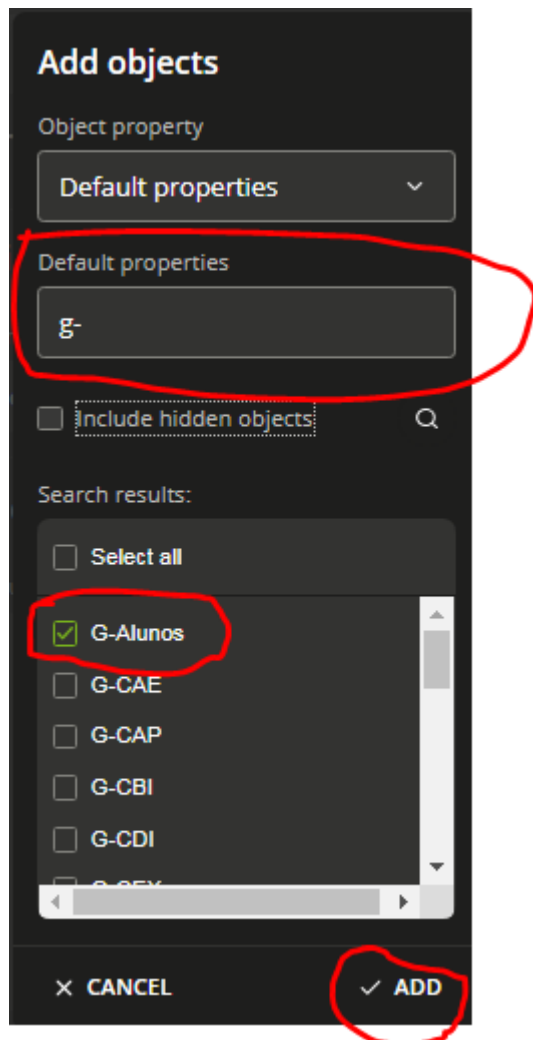 Add objects
Object property
Default properties
Default properties
g-
Include hidden objects
Search results:
Select all
G-Alunos
G-CAE
G-CAP
G-CBI
G-CDI
CANCEL
ADD